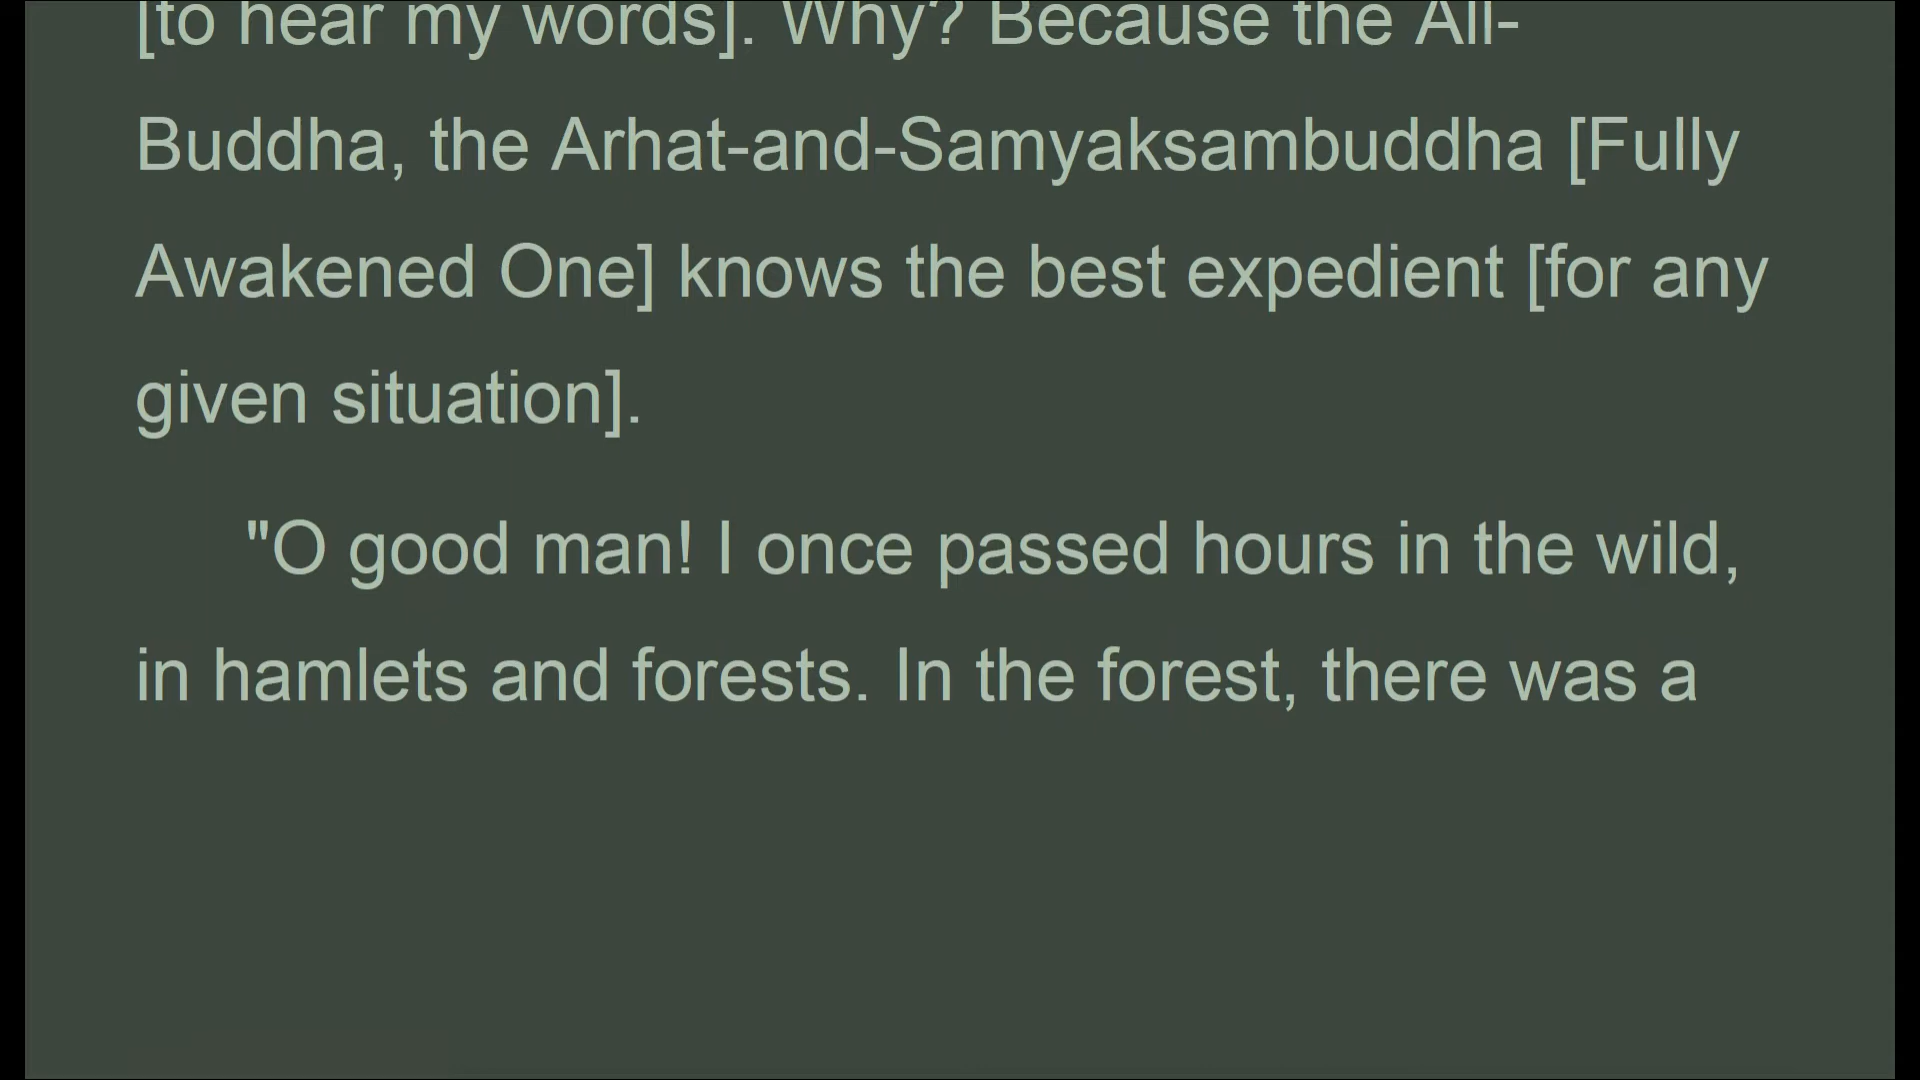 [to hear my words]. Why? Because the All-
Buddha, the Arhat-and-Samyaksambuddha [Fully
Awakened One] knows the best expedient [for any
given situation].
"O good man! I once passed hours in the wild,
in hamlets and forests. In the forest, there was a